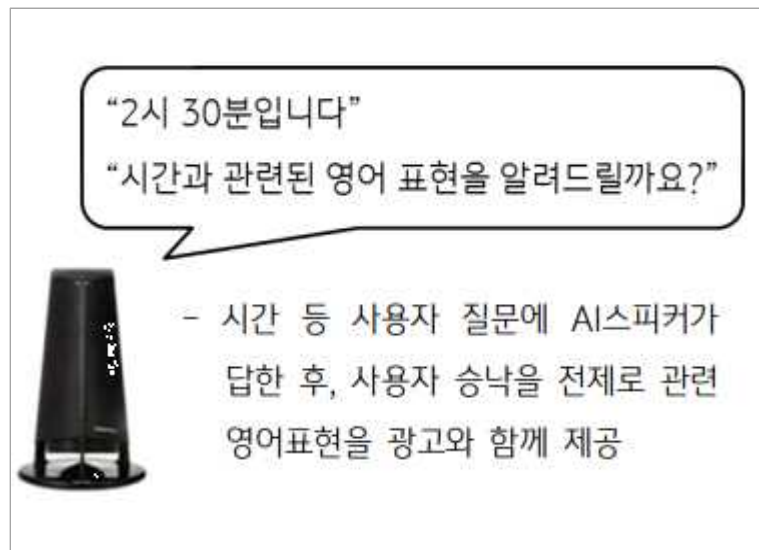 “2시 30분입니다”
“시간과 관련된 영어 표현을 알려드릴까요?”
- 시간 등 사용자 질문에 AI스피커가
답한 후, 사용자 승낙을 전제로 관련
영어표현을 광고와 함께 제공